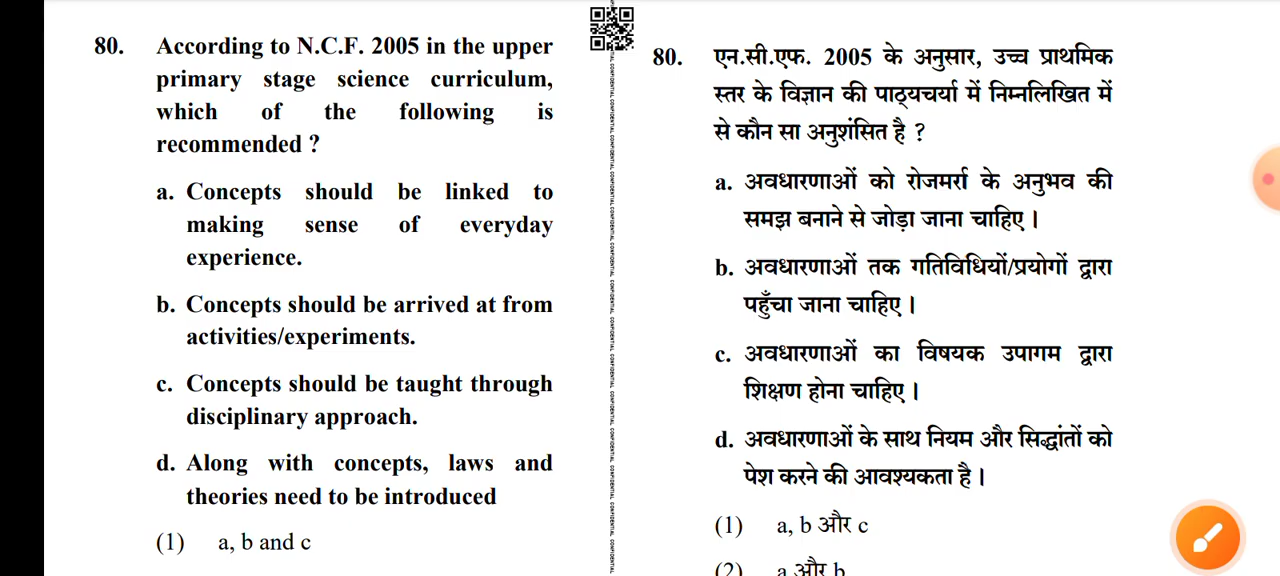 80. According to N.C.F. 2005 in the upper
primary stage science curriculum,
which of the following is
recommended ?
a. Concepts should be linked to
making sense of everyday
experience.
b. Concepts should be arrived at from
activities/experiments.
c. Concepts should be taught through
disciplinary approach.
d. Along with concepts, laws and
theories need to be introduced
(1) a, b and c
80. एन.सी.एफ. 2005 के अनुसार, उच्च प्राथमिक
स्तर के विज्ञान की पाठ्यचर्या में निम्नलिखित में
से कौन सा अनुशंसित है ?
a. अवधारणाओं को रोजमर्रा के अनुभव की
समझ बनाने से जोड़ा जाना चाहिए ।
b. अवधारणाओं तक गतिविधियों/प्रयोगों द्वारा
पहुँचा जाना चाहिए ।
c. अवधारणाओं का विषयक उपागम द्वारा
शिक्षण होना चाहिए ।
d. अवधारणाओं के साथ नियम और सिद्धांतों को
पेश करने की आवश्यकता है ।
(1) a, b और c
(2) a और b